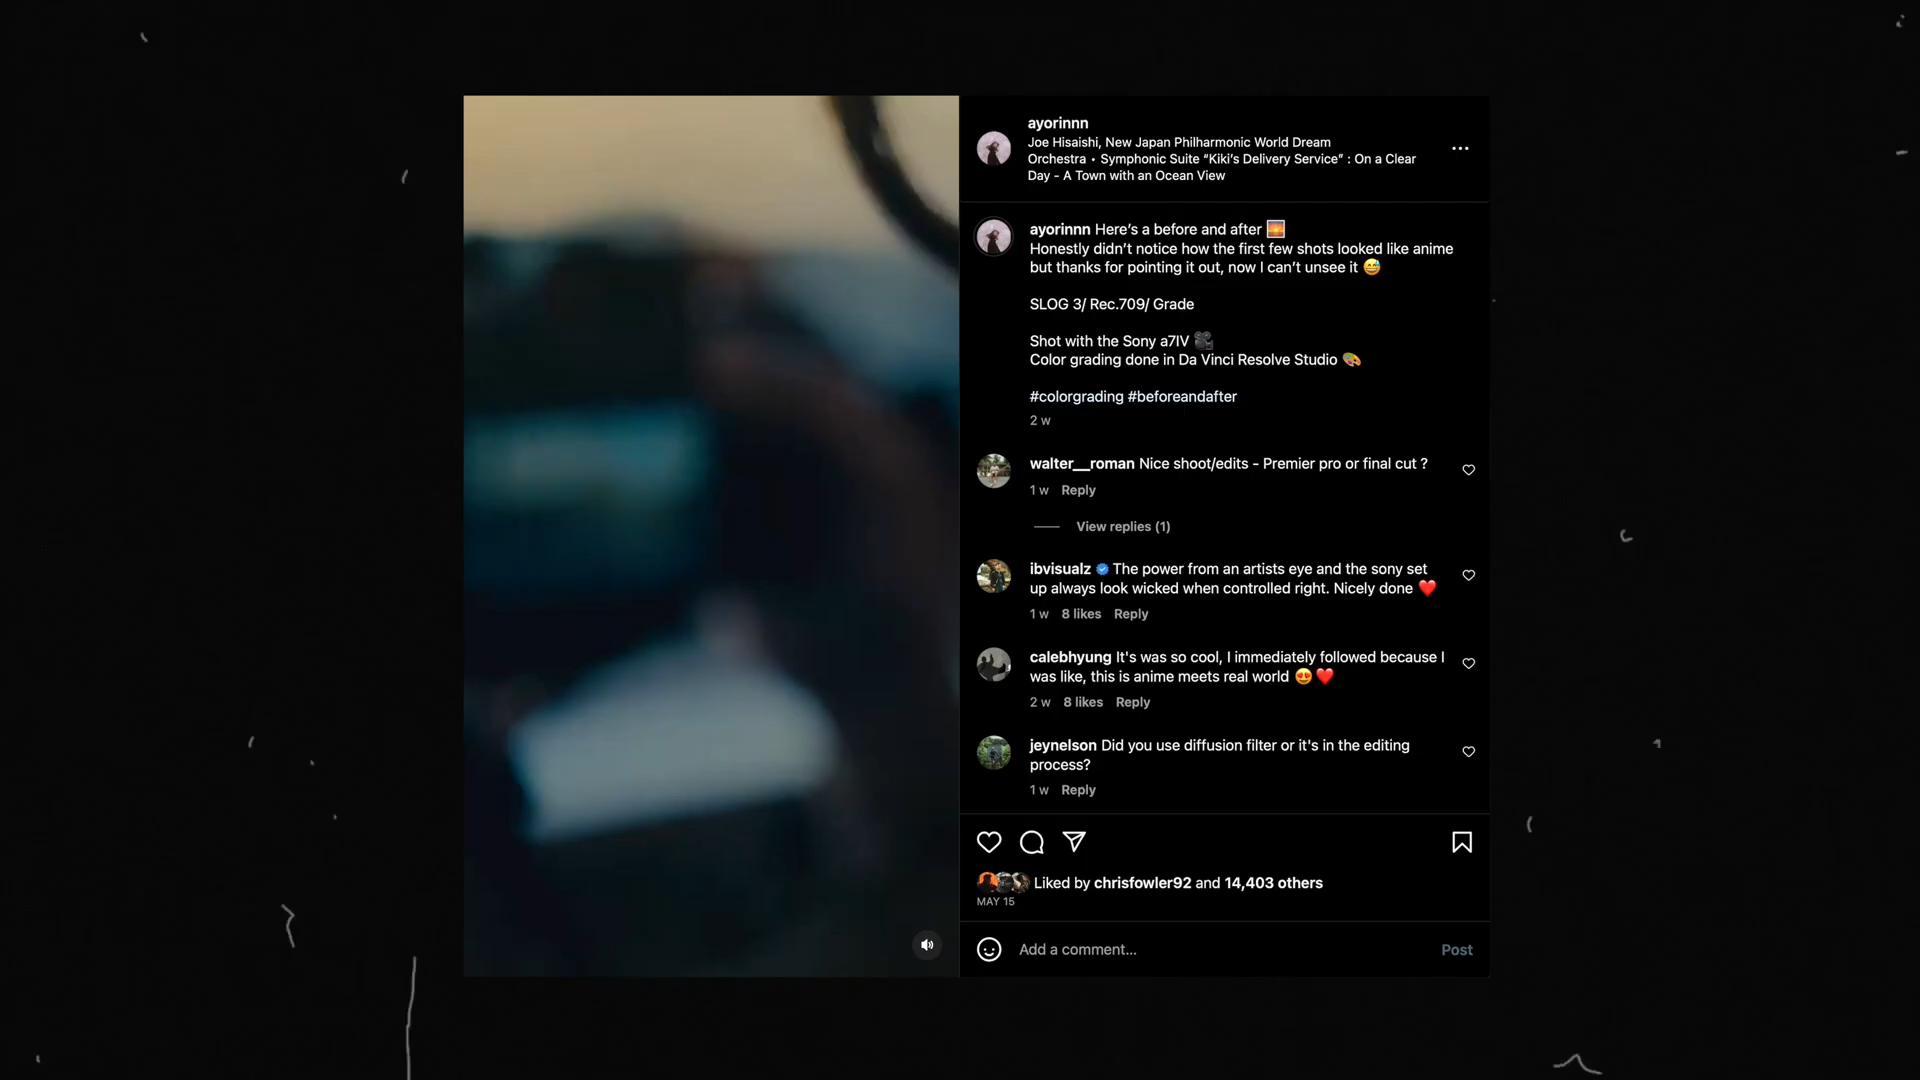 ayorinnn
Joe Hisaishi, New Japan Philharmonic World Dream
Orchestra • Symphonic Suite “Kiki’s Delivery Service” : On a Clear
Day - A Town with an Ocean View
ayorinnn Here’s a before and after 🌅
Honestly didn’t notice how the first few shots looked like anime
but thanks for pointing it out, now I can’t unsee it 😅
SLOG 3/ Rec.709/ Grade
Shot with the Sony a7IV 🎥
Color grading done in Da Vinci Resolve Studio 🎨
#colorgrading #beforeandafter
2 w
walter__roman Nice shoot/edits - Premier pro or final cut ?
1 w Reply
View replies (1)
ibvisualz The power from an artists eye and the sony set
up always look wicked when controlled right. Nicely done ❤️
1 w 8 likes Reply
calebhyung It's was so cool, I immediately followed because I
was like, this is anime meets real world 😍❤️
2 w 8 likes Reply
jeynelson Did you use diffusion filter or it's in the editing
process?
1 w Reply
Liked by chrisfowler92 and 14,403 others
MAY 15
Add a comment...
Post